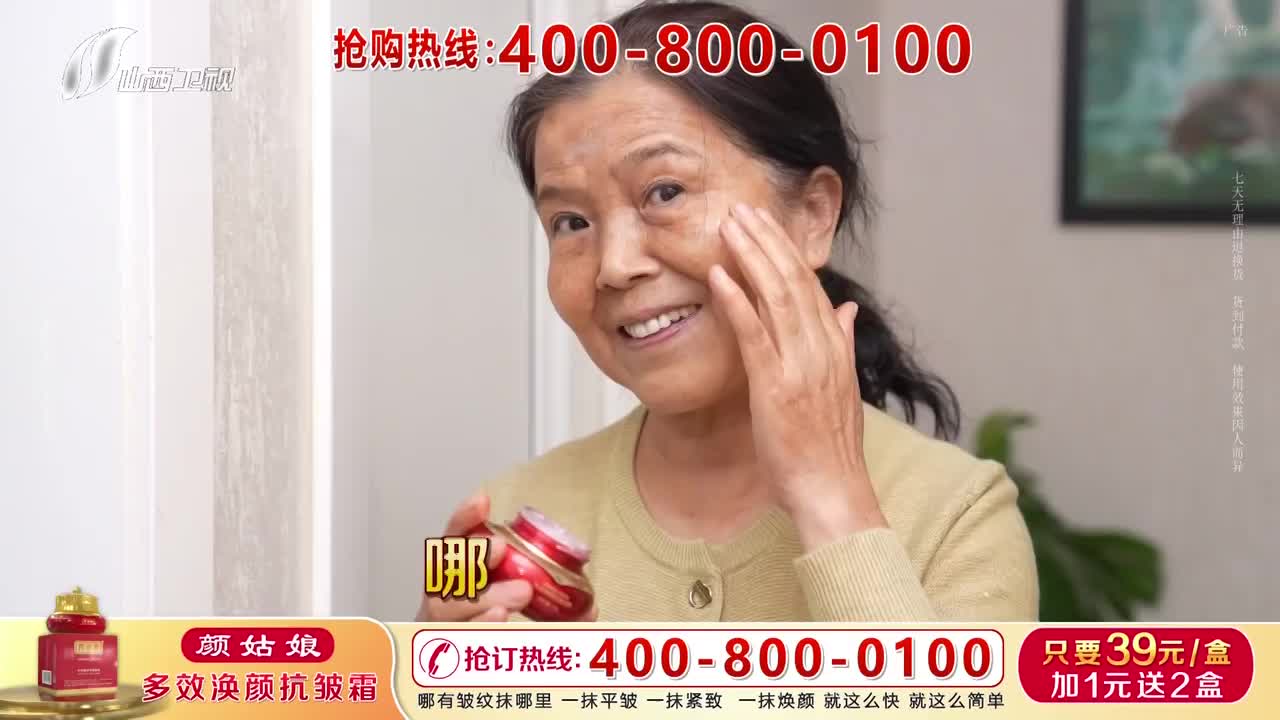 抢购热线:400-800-0100
山西卫视
广告
七天无理由退换货 货到付款 使用效果因人而异
哪
颜姑娘
多效涣颜抗皱霜
抢订热线:400-800-0100
哪有皱纹抹哪里 一抹平皱 一抹紧致 一抹焕颜 就这么快 就这么简单
只要39元/盒
加1元送2盒